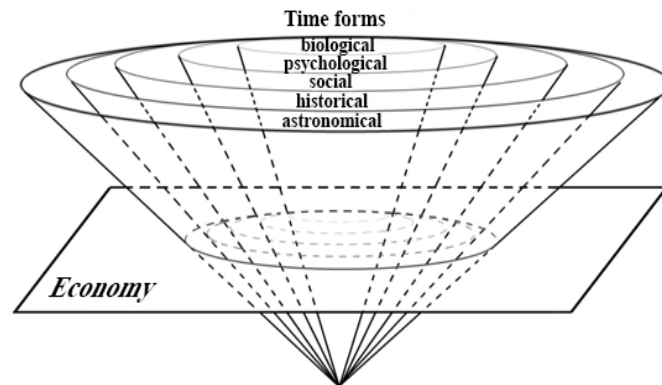 Time forms
biological
psychological
social
historical
astronomical
Economy